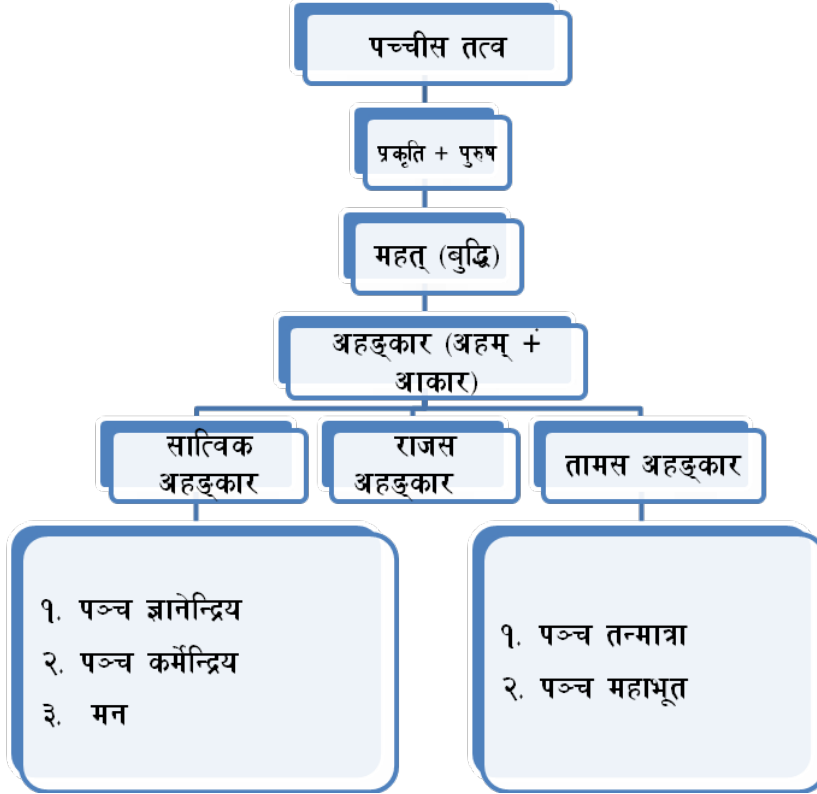 पच्चीस तत्व
प्रकृति + पुरुष
महत् (बुद्धि)
अहङ्कार (अहम् +
आकार)
सात्विक
अहङ्कार
राजस
अहङ्कार
तामस अहङ्कार
१. पञ्च ज्ञानेन्द्रिय
२. पञ्च कर्मेन्द्रिय
३. मन
१. पञ्च तन्मात्रा
२. पञ्च महाभूत